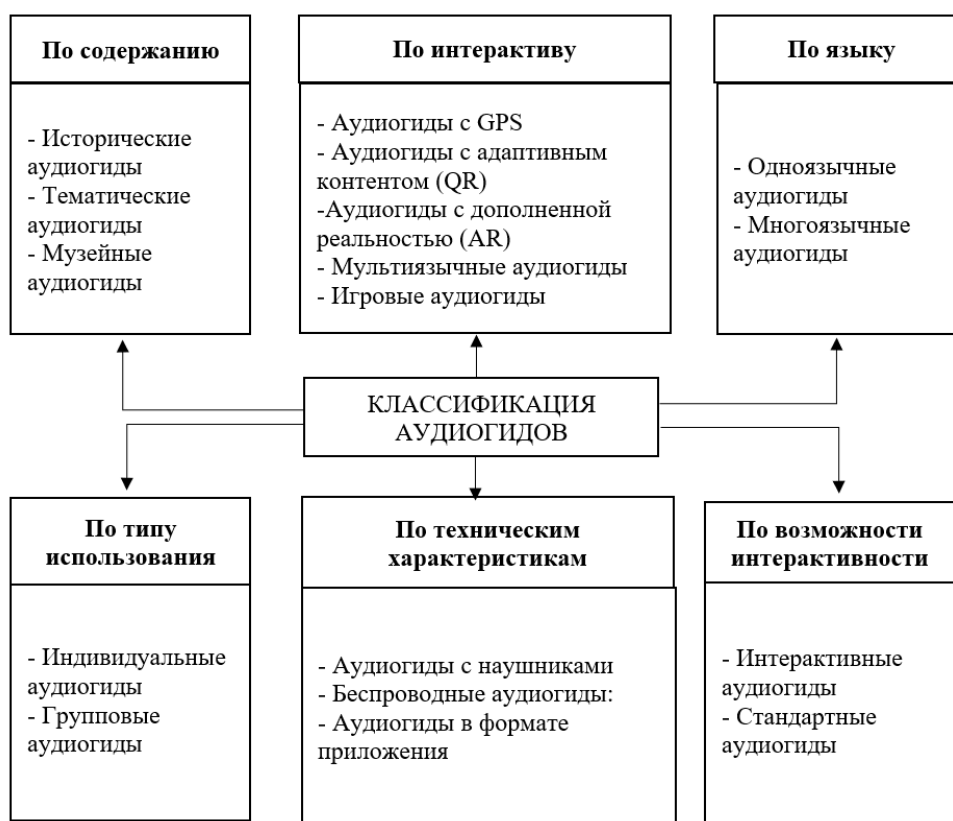 По содержанию
- Исторические
аудиогиды
- Тематические
аудиогиды
- Музейные
аудиогиды
По интерактиву
- Аудиогиды с GPS
- Аудиогиды с адаптивным
контентом (QR)
-Аудиогиды с дополненной
реальностью (AR)
- Мультиязычные аудиогиды
- Игровые аудиогиды
По языку
- Одноязычные
аудиогиды
- Многоязычные
аудиогиды
КЛАССИФИКАЦИЯ
АУДИОГИДОВ
По типу
использования
- Индивидуальные
аудиогиды
- Групповые
аудиогиды
По техническим
характеристикам
- Аудиогиды с наушниками
- Беспроводные аудиогиды:
- Аудиогиды в формате
приложения
По возможности
интерактивности
- Интерактивные
аудиогиды
- Стандартные
аудиогиды